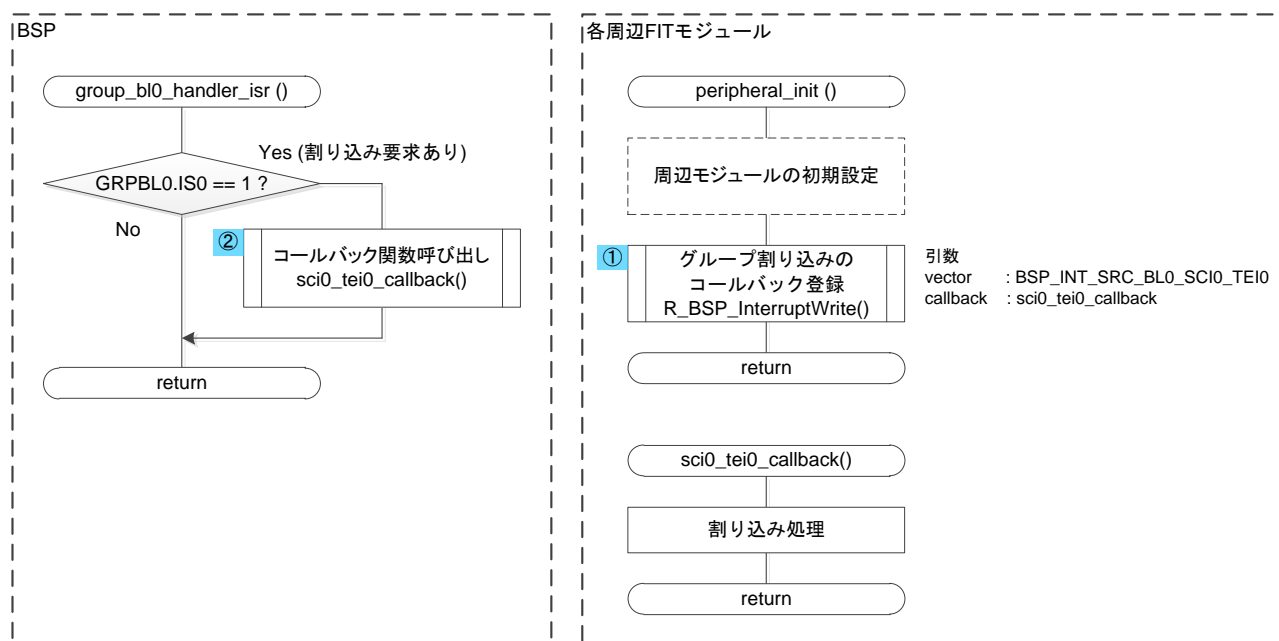 BSP
group_bl0_handler_isr ()
Yes (割り込み要求あり)
GRPBL0.IS0 == 1 ?
No
②
コールバック関数呼び出し
sci0_tei0_callback()
return
各周辺FITモジュール
peripheral_init ()
周辺モジュールの初期設定
①
グループ割り込みの
コールバック登録
R_BSP_InterruptWrite()
引数
vector : BSP_INT_SRC_BL0_SCI0_TEI0
callback : sci0_tei0_callback
return
sci0_tei0_callback()
割り込み処理
return